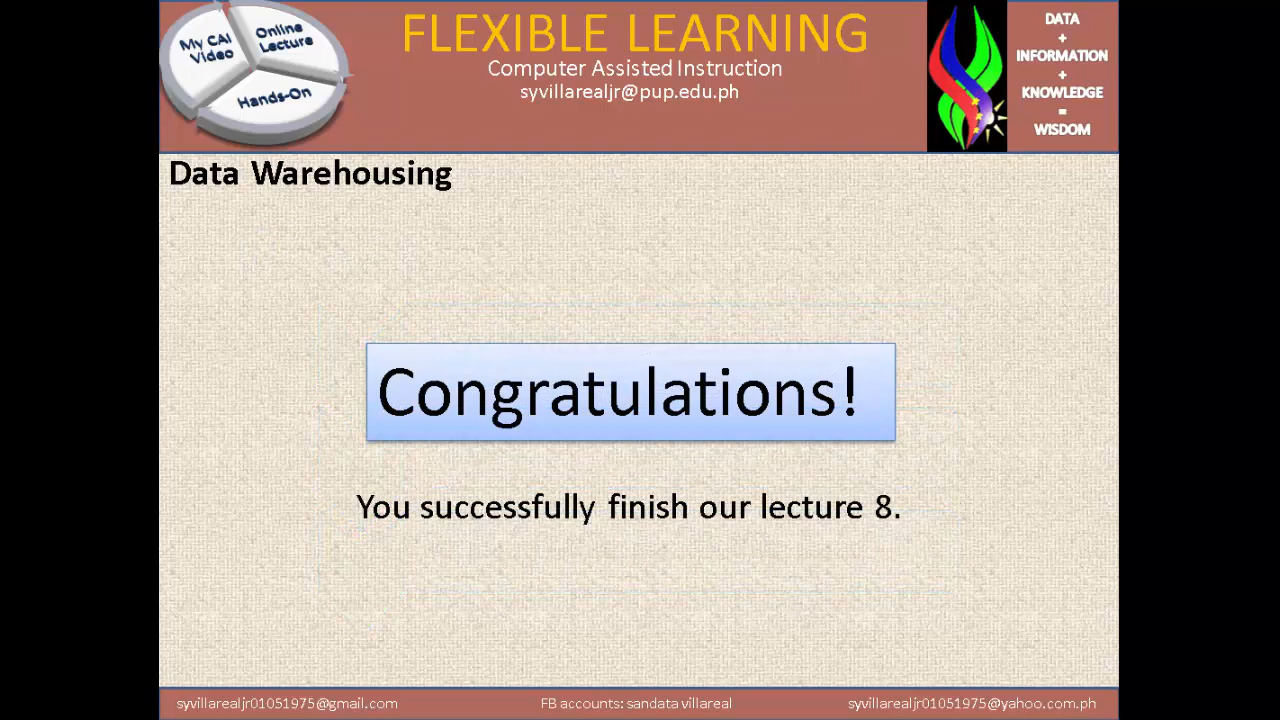 My CAI
Video
Online
Lecture
Hands-On
FLEXIBLE LEARNING
Computer Assisted Instruction
syvillarealjr@pup.edu.ph
DATA
+
INFORMATION
+
KNOWLEDGE
=
WISDOM
Data Warehousing
Congratulations!
You successfully finish our lecture 8.
syvillarealjr01051975@gmail.com
FB accounts: sandata villareal
syvillarealjr01051975@yahoo.com.ph